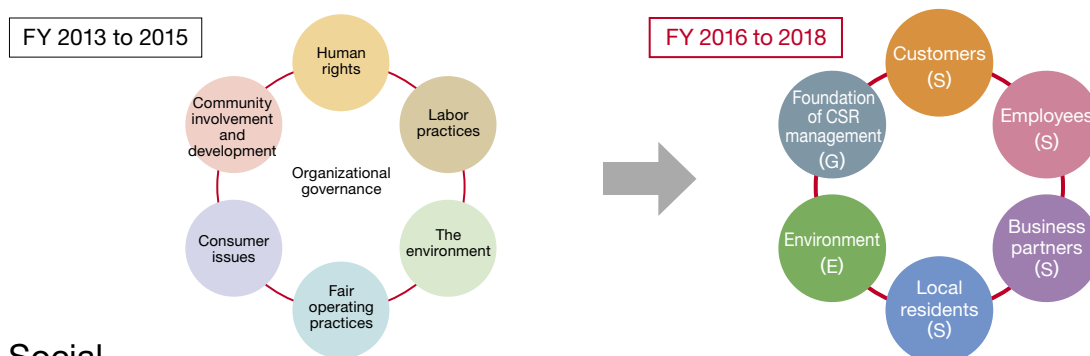 FY 2013 to 2015
Human
rights
Labor
practices
The
environment
Fair
operating
practices
Consumer
issues
Community
involvement
and
development
Organizational
governance
FY 2016 to 2018
Customers
(S)
Employees
(S)
Business
partners
(S)
Local
residents
(S)
Environment
(E)
Foundation
of CSR
management
(G)
Social